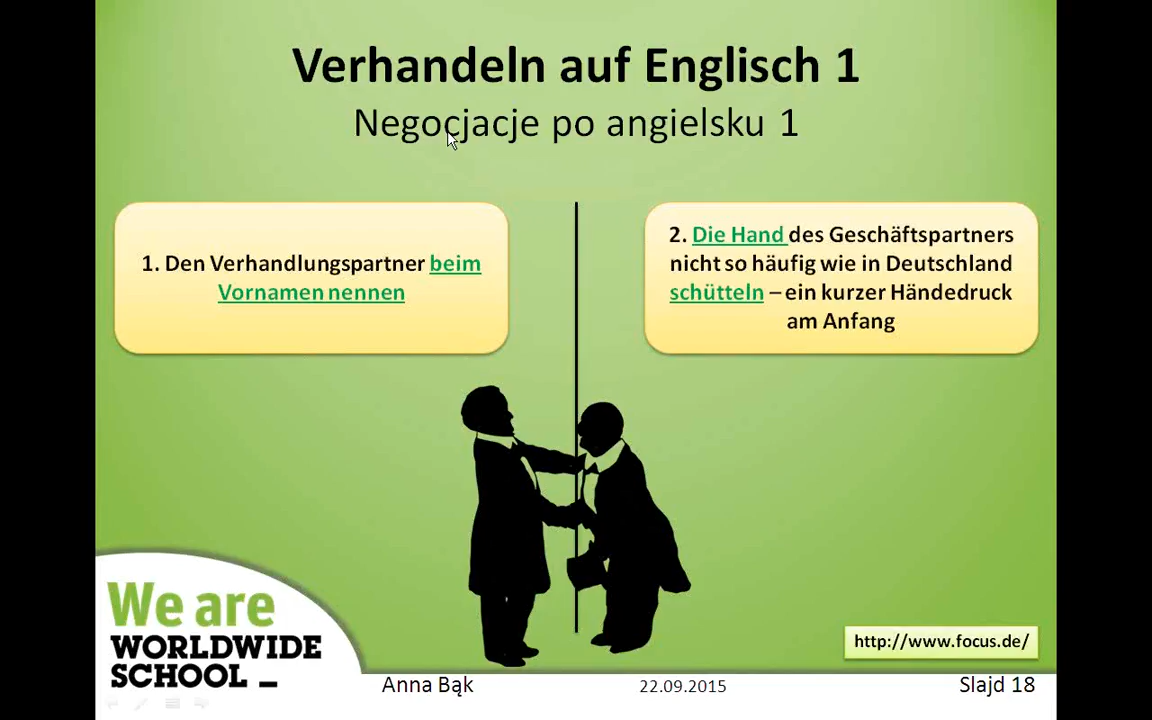 Verhandeln auf Englisch 1
Negocjacje po angielsku 1
1. Den Verhandlungspartner beim
Vornamen nennen
2. Die Hand des Geschäftspartners
nicht so häufig wie in Deutschland
schütteln – ein kurzer Händedruck
am Anfang
http://www.focus.de/
We are
WORLDWIDE
SCHOOL _
Anna Bąk
22.09.2015
Slajd 18